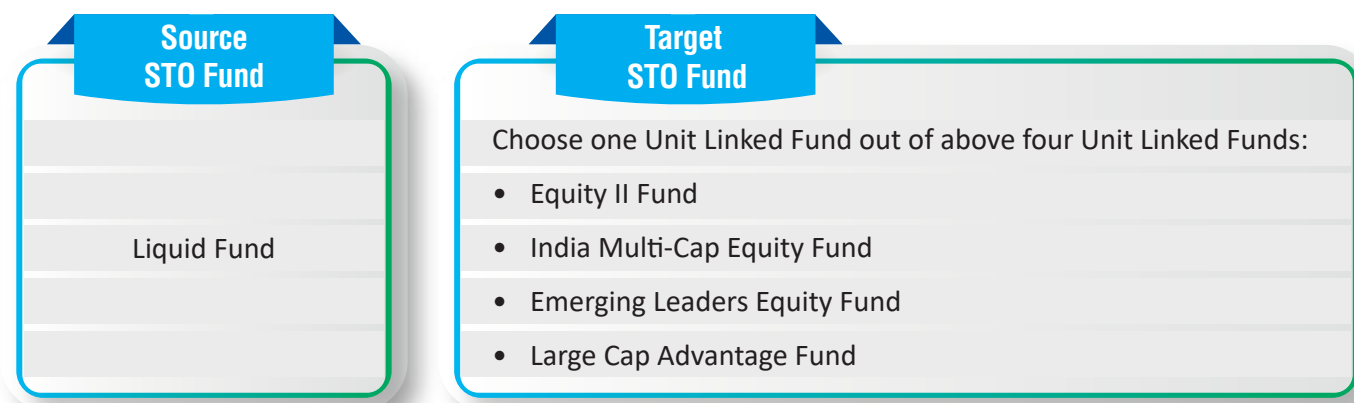 Source
STO Fund
Liquid Fund
Target
STO Fund
Choose one Unit Linked Fund out of above four Unit Linked Funds:
• Equity II Fund
• India Multi-Cap Equity Fund
• Emerging Leaders Equity Fund
• Large Cap Advantage Fund